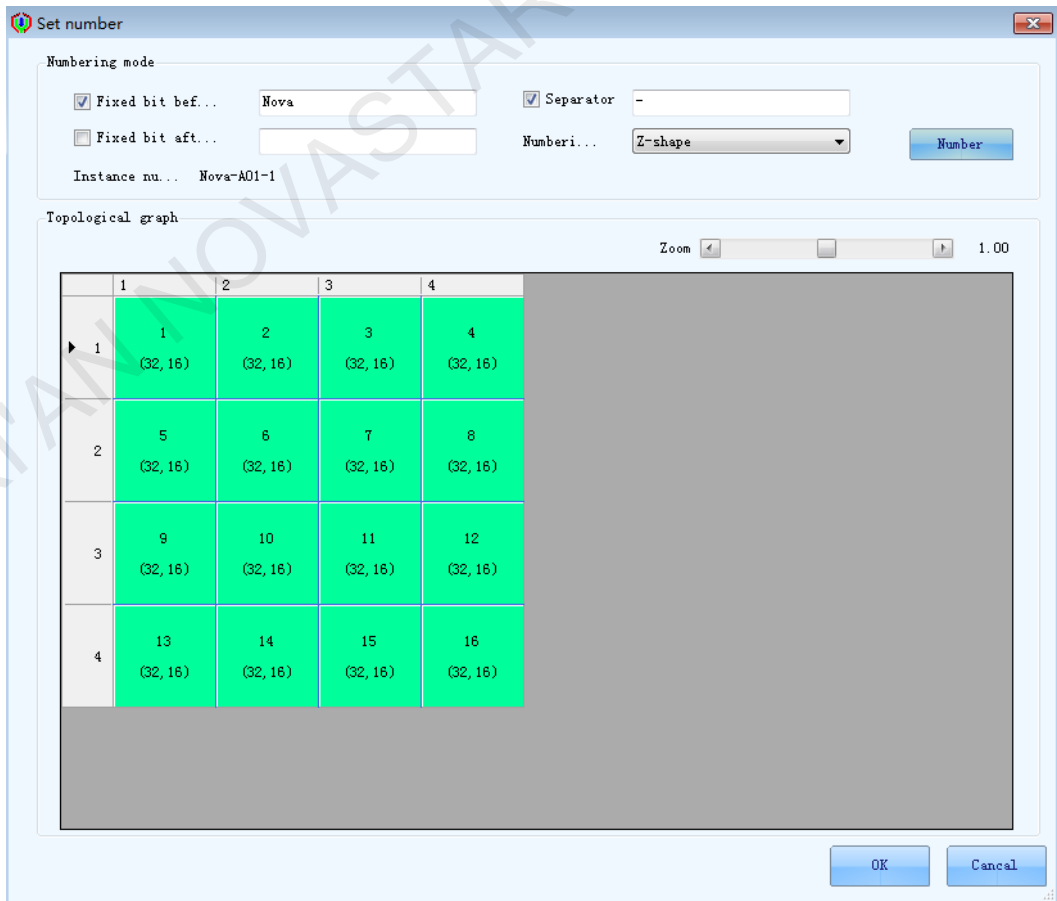 Set number
Numbering mode
Fixed bit bef... Nova Separator -
Fixed bit aft... Numberi... Z-shape Number
Instance nu... Nova-A01-1
Topological graph
Zoom 1.00
1 2 3 4
1 2 3 4
1
(32, 16) (32, 16) (32, 16) (32, 16)
5 6 7 8
2
(32, 16) (32, 16) (32, 16) (32, 16)
9 10 11 12
3
(32, 16) (32, 16) (32, 16) (32, 16)
13 14 15 16
4
(32, 16) (32, 16) (32, 16) (32, 16)
OK Cancal